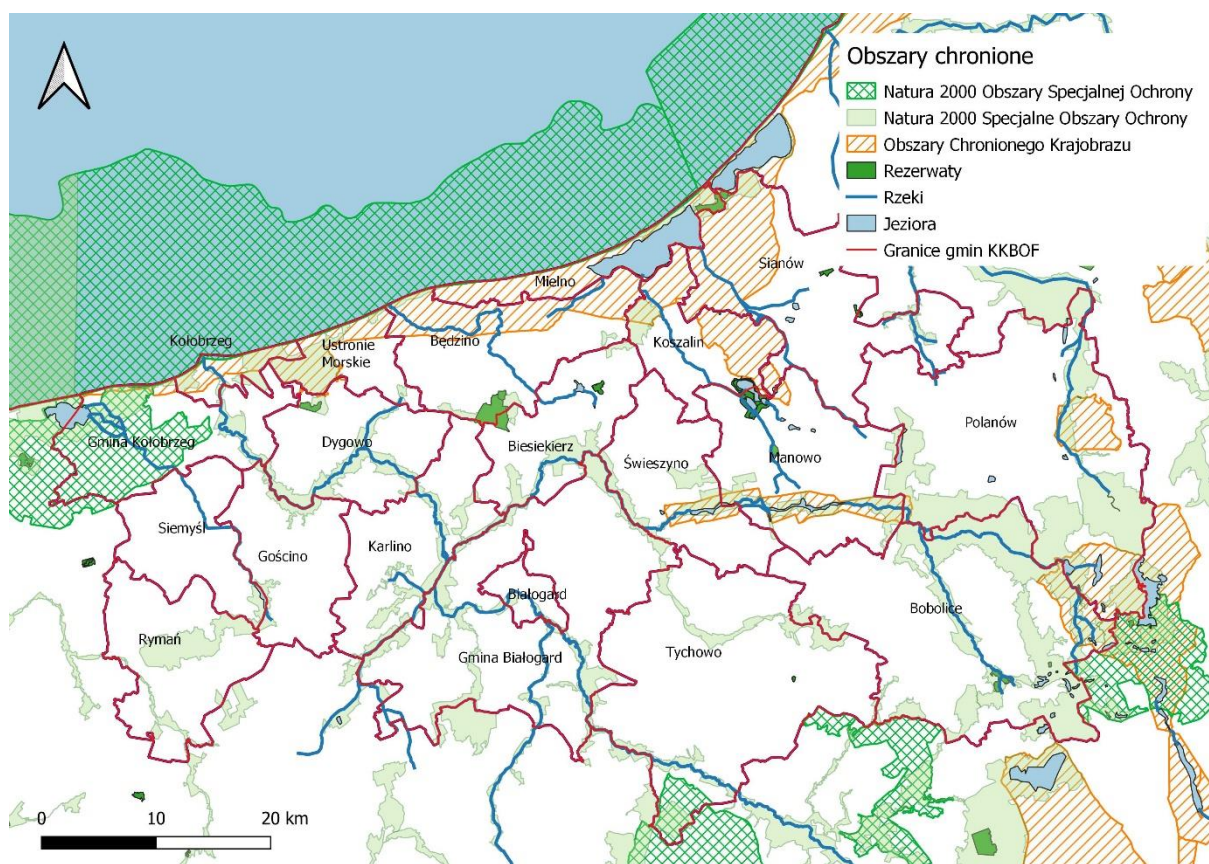 Obszary chronione
Natura 2000 Obszary Specjalnej Ochrony
Natura 2000 Specjalne Obszary Ochrony
Obszary Chronionego Krajobrazu
Rezerwaty
Rzeki
Jeziora
Granice gmin KKBOF
Sianów
Mielno
Kołobrzeg
Ustronie
Morskie
Będzino
Koszalin
Polanów
Gmina Kołobrzeg
Dygowo
Biesiekierz
Świeszyno
Manowo
Siemyśl
Gościno
Karlino
Białogard
Bobolice
Rymań
Gmina Białogard
Tychowo
0 10 20 km